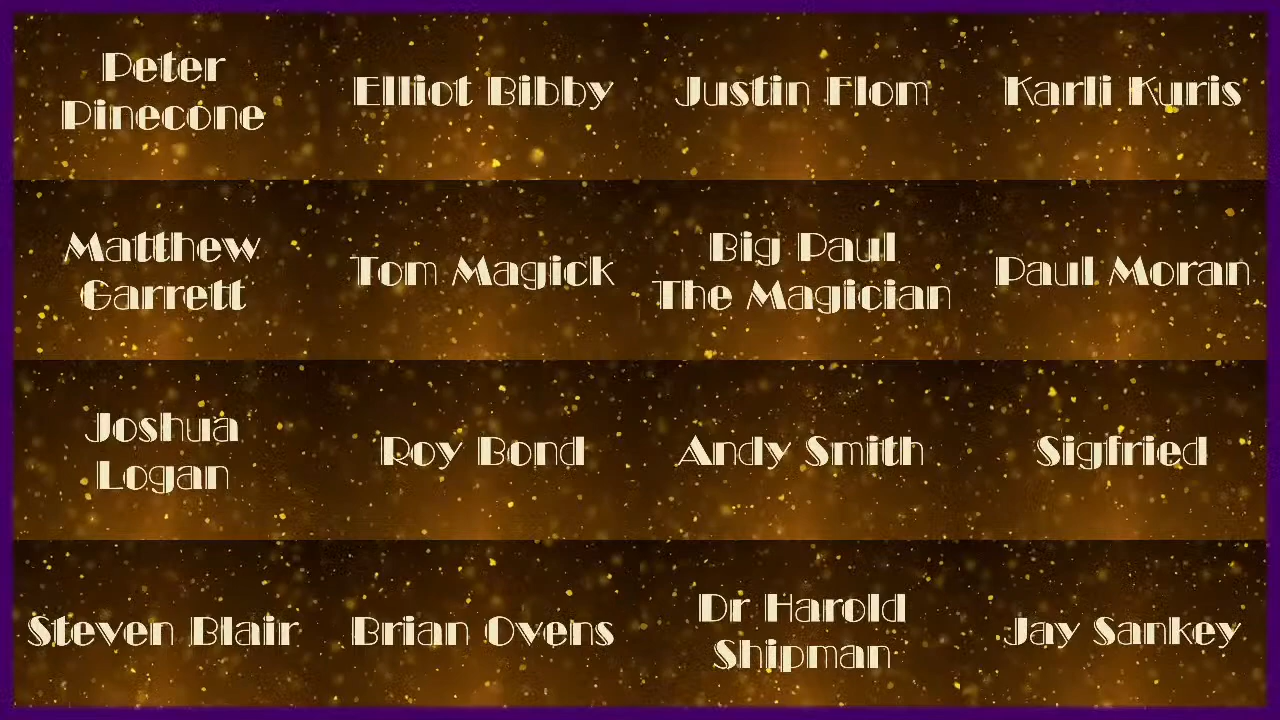 Peter
Pinecone
Elliot Bibby
Justin Flom
Karli Kuris
Matthew
Garrett
Tom Magick
Big Paul
The Magician
Paul Moran
Joshua
Logan
Roy Bond
Andy Smith
Sigfried
Steven Blair
Brian Ovens
Dr Harold
Shipman
Jay Sankey